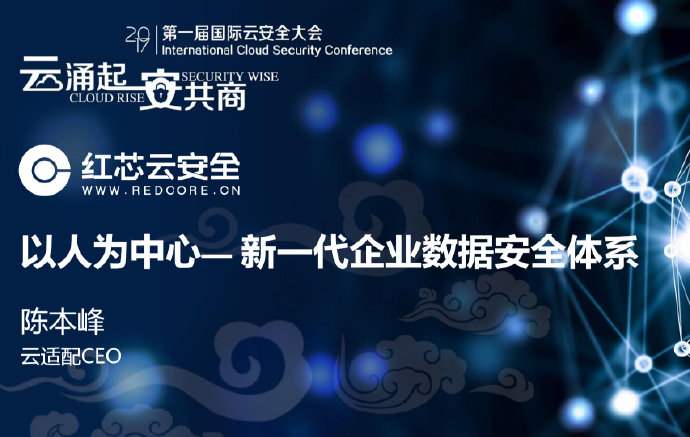 2019 第一届国际云安全大会
International Cloud Security Conference
云涌起 SECURITY WISE
CLOUD RISE 安共商
红芯云安全
WWW.REDCORE.CN
以人为中心— 新一代企业数据安全体系
陈本峰
云适配CEO